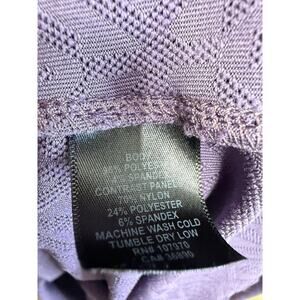 BODY
POLYESTER
SPANDEX
CONTRAST PANEL
NYLON
24% POLYESTER
6% SPANDEX
MACHINE WASH COLD
TUMBLE DRY LOW
RN# 107970
CA#